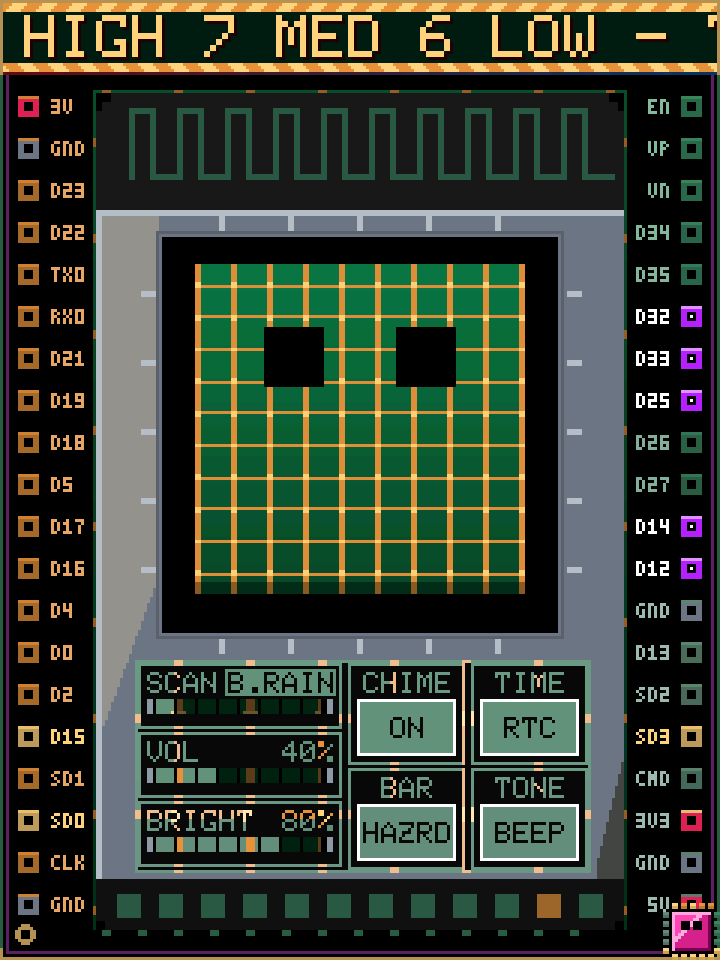 HIGH 7 MED 6 LOW -
3V
GND
D23
D22
TX0
RX0
D21
D19
D18
D5
D17
D16
D4
D0
D2
D15
SD1
SD0
CLK
GND
EN
VP
VN
D34
D35
D32
D33
D25
D26
D27
D14
D12
GND
D13
SD2
SD3
CMD
3V3
GND
5V
SCAN B.RAIN
VOL 40%
BRIGHT 80%
CHIME
ON
TIME
RTC
BAR
HAZRD
TONE
BEEP